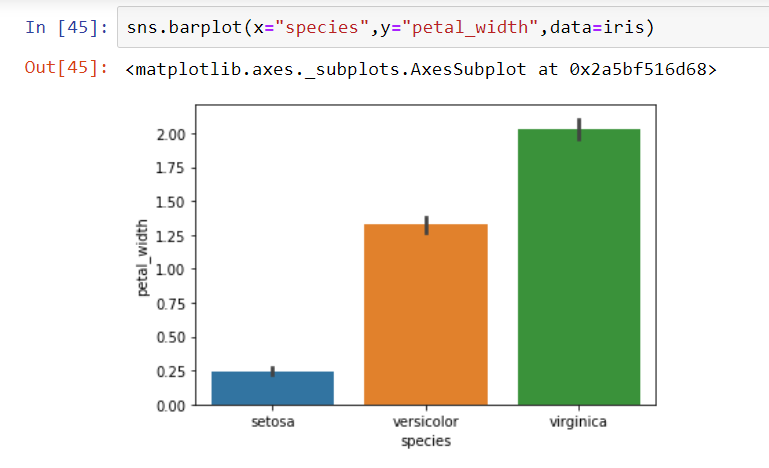 In [45]: sns.barplot(x="species",y="petal_width",data=iris)
Out[45]: <matplotlib.axes._subplots.AxesSubplot at 0x2a5bf516d68>
2.00
1.75
1.50
1.25
1.00
0.75
0.50
0.25
0.00
petal_width
setosa versicolor virginica
species